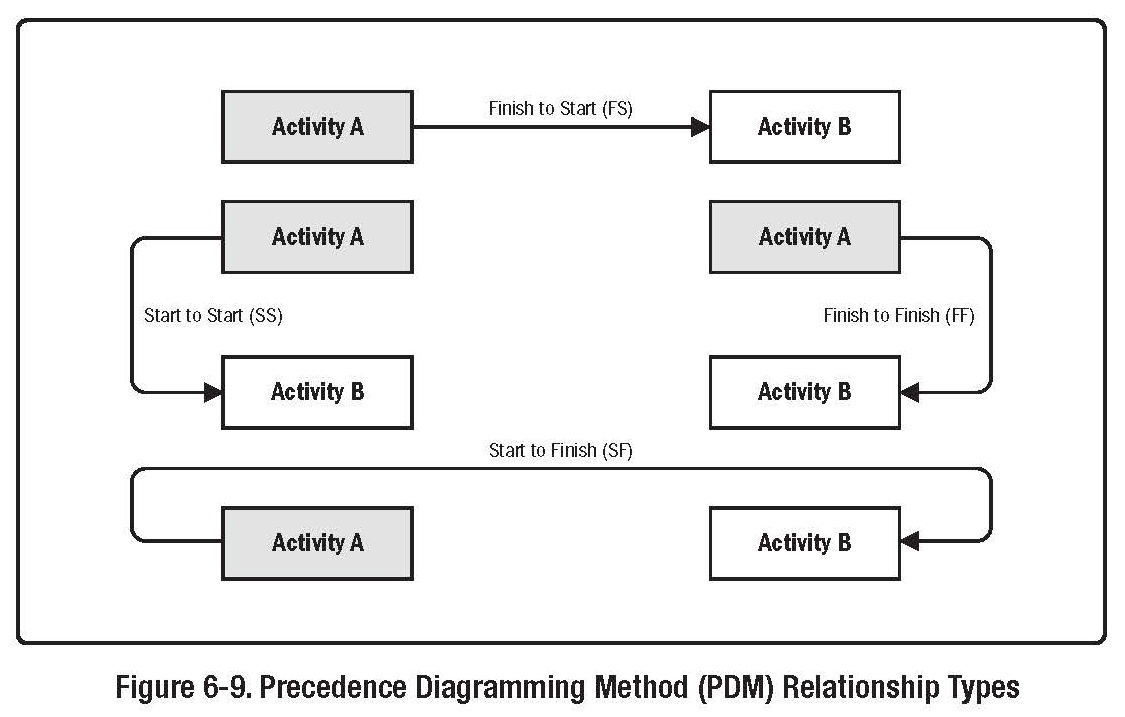 Finish to Start (FS)
Activity A
Activity B
Activity A
Activity A
Start to Start (SS)
Finish to Finish (FF)
Activity B
Activity B
Start to Finish (SF)
Activity A
Activity B
Figure 6-9. Precedence Diagramming Method (PDM) Relationship Types